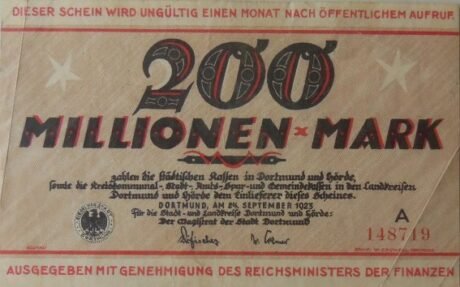 DIESER SCHEIN WIRD UNGÜLTIG EINEN MONAT NACH ÖFFENTLICHEM AUFRUF.
200
MILLIONEN × MARK
zahlen die städtischen Kassen in Dortmund und Hörde,
sowie die Kreiskommunal-, Stadt-, Amts-, Spar- und Gemeindekassen in den Landkreisen
Dortmund und Hörde dem Einlieferer dieses Scheines.
DORTMUND, AM 24. SEPTEMBER 1923
Für die Stadt- und Landkreise Dortmund und Hörde:
Der Magistrat der Stadt Dortmund
A
148719
AUSGEGEBEN MIT GENEHMIGUNG DES REICHSMINISTERS DER FINANZEN